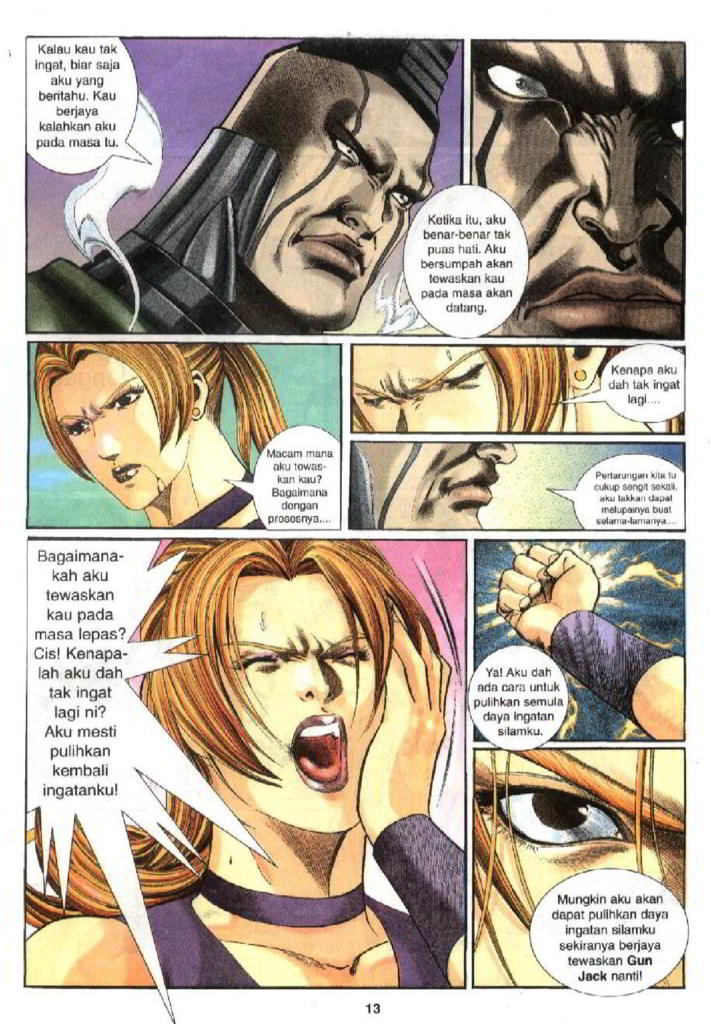 Kalau kau tak
ingat, biar saja
aku yang
beritahu. Kau
berjaya
kalahkan aku
pada masa tu.
Ketika itu, aku
benar-benar tak
puas hati. Aku
bersumpah akan
tewaskan kau
pada masa akan
datang.
Macam mana
aku tewas-
kan kau?
Bagaimana
dengan
prosesnya....
Kenapa aku
dah tak ingat
lagi....
Pertarungan kita
cukup sengit sekali,
aku takkan dapat
melupainya buat
selama-lamanya....
Bagaimana-
kah aku
tewaskan
kau pada
masa lepas?
Cis! Kenapa-
lah aku dah
tak ingat
lagi ni?
Aku mesti
pulihkan
kembali
ingatanku!
Ya! Aku dah
ada cara untuk
pulihkan semula
daya ingatan
silamku.
Mungkin aku akan
dapat pulihkan daya
ingatan silamku
sekiranya berjaya
tewaskan Gun
Jack nanti!
13